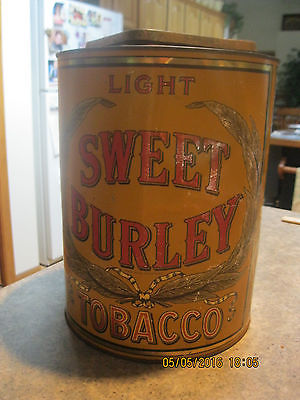 LIGHT
SWEET
BURLEY
TOBACCO
05/05/2016 18:05